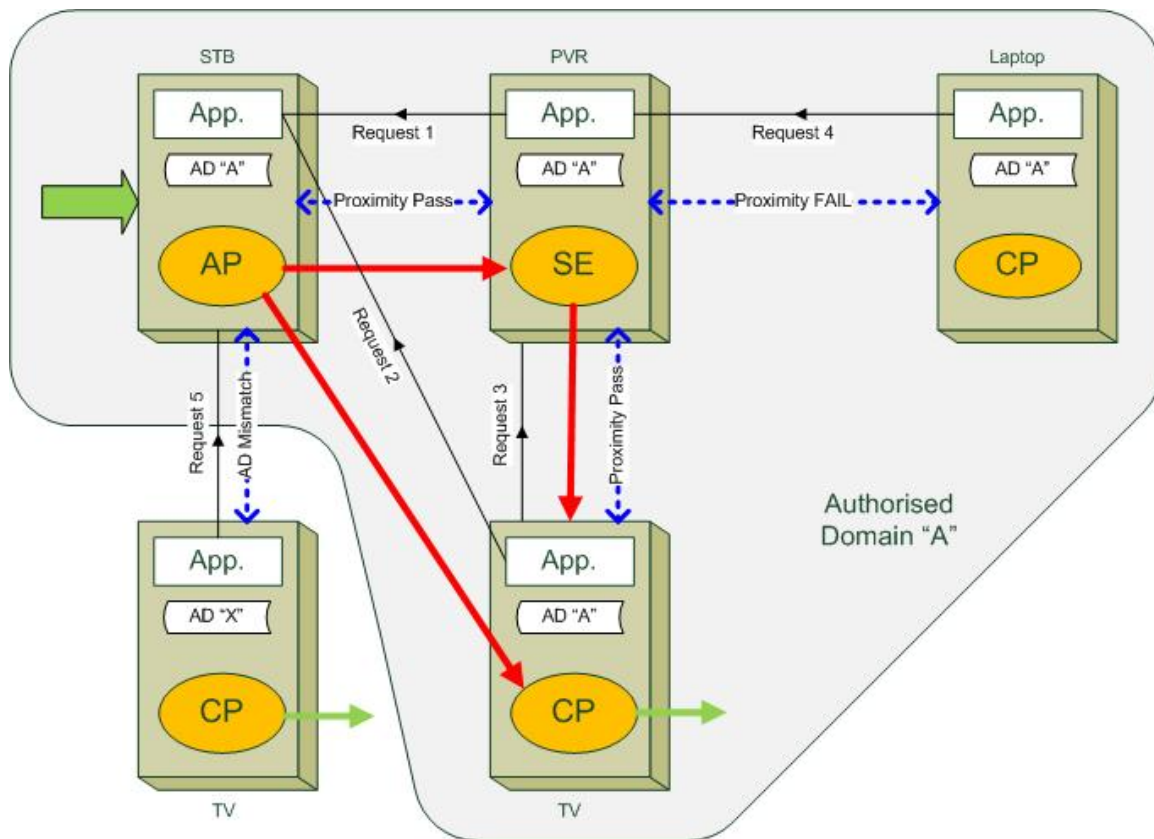 STB
PVR
Laptop
App.
App.
App.
Request 1
Request 4
AD “A”
AD “A”
AD “A”
Proximity Pass
Proximity FAIL
AP
SE
CP
Request 2
Request 5
AD Mismatch
Request 3
Proximity Pass
Authorised
Domain “A”
App.
App.
AD “X”
AD “A”
CP
CP
TV
TV